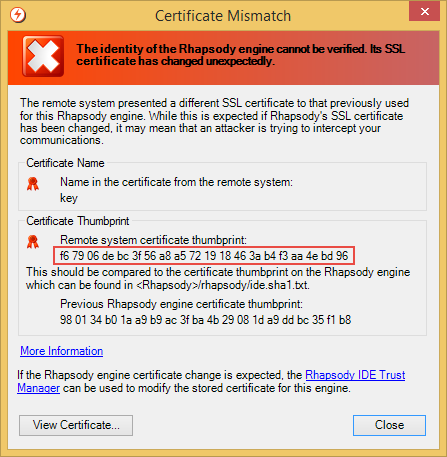 Certificate Mismatch
The identity of the Rhapsody engine cannot be verified. Its SSL
certificate has changed unexpectedly.
The remote system presented a different SSL certificate to that previously used
for this Rhapsody engine. While this is expected if Rhapsody's SSL certificate
has been changed, it may mean that an attacker is trying to intercept your
communications.
Certificate Name
Name in the certificate from the remote system:
key
Certificate Thumbprint
Remote system certificate thumbprint:
f6 79 06 de bc 3f 56 a8 a5 72 19 18 46 3a b4 f3 aa 4e bd 96
This should be compared to the certificate thumbprint on the Rhapsody engine
which can be found in <Rhapsody>/rhapsody/ide.sha1.txt.
Previous Rhapsody engine certificate thumbprint:
98 01 34 b0 1a a9 b9 ac 3f ba 4b 29 08 1d a9 dd bc 35 f1 b8
More Information
If the Rhapsody engine certificate change is expected, the Rhapsody IDE Trust
Manager can be used to modify the stored certificate for this engine.
View Certificate...
Close